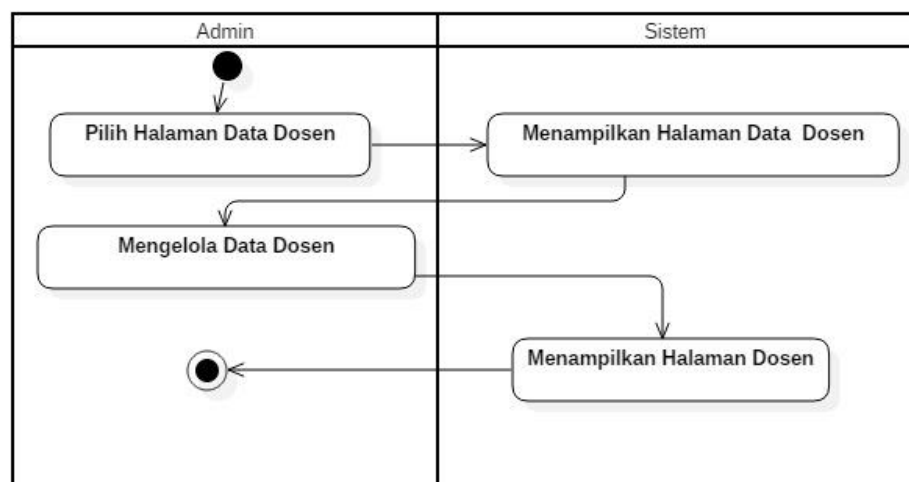 Admin
Sistem
Pilih Halaman Data Dosen
Menampilkan Halaman Data  Dosen
Mengelola Data Dosen
Menampilkan Halaman Dosen